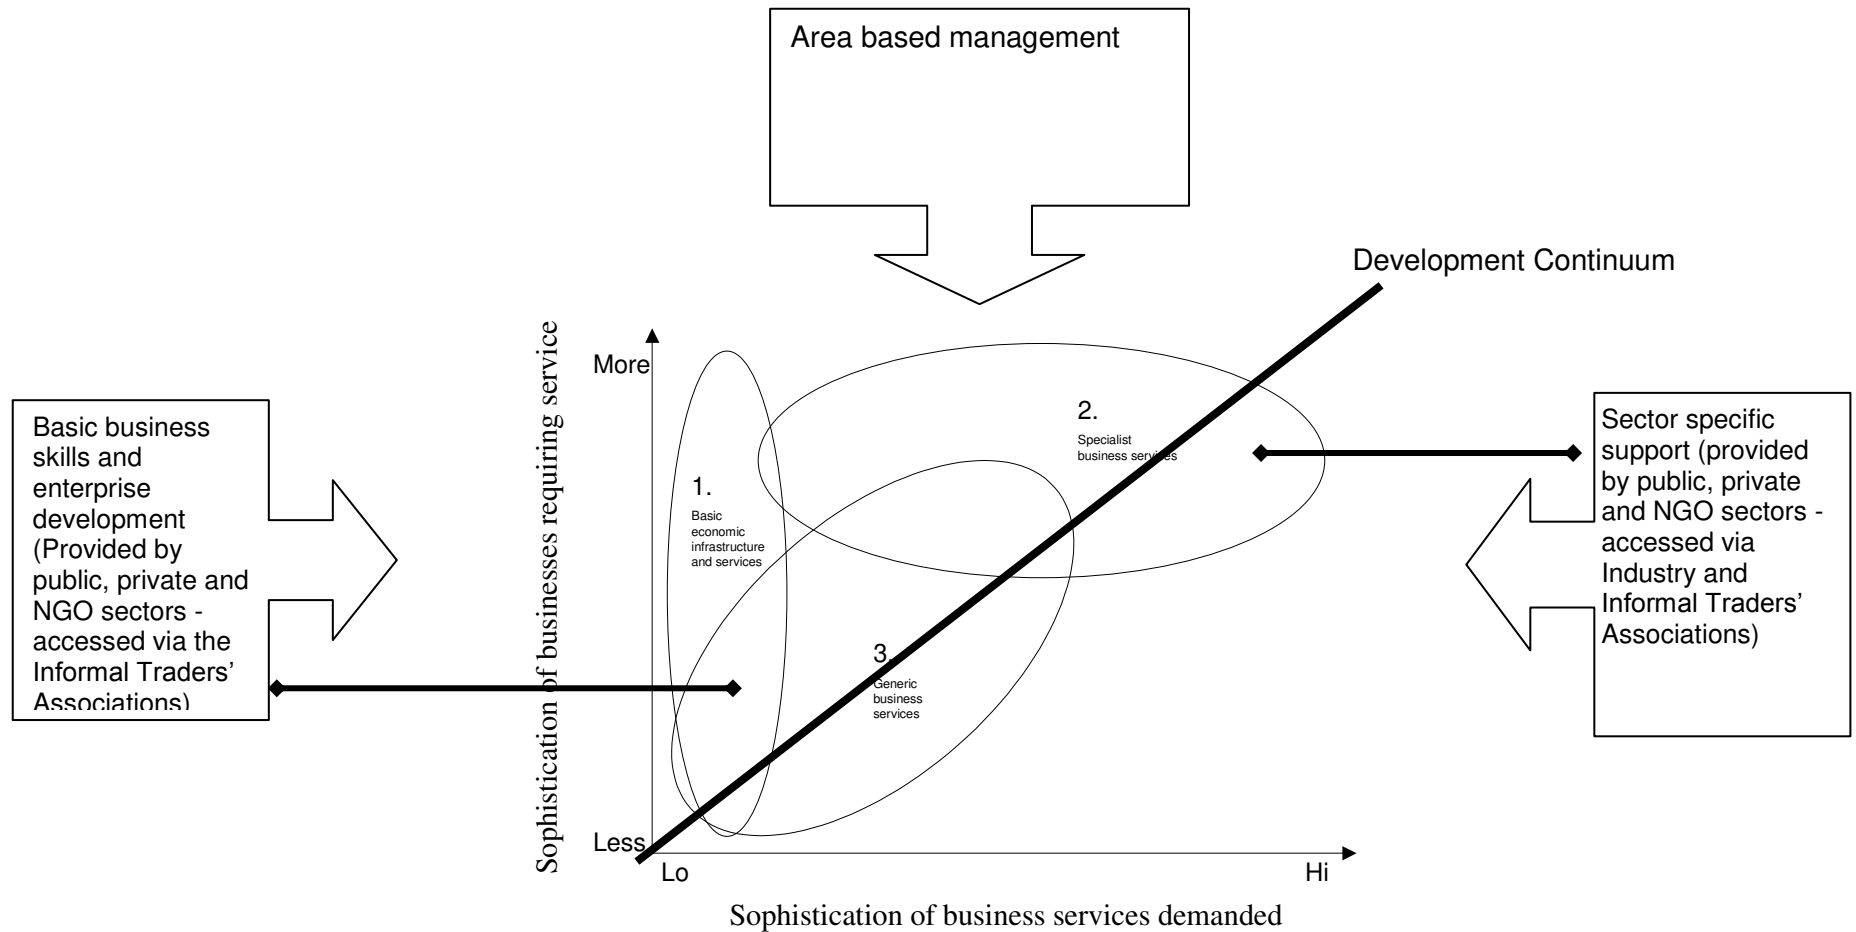 Area based management
Development Continuum
Sophistication of businesses requiring service
More
Less
Lo
Hi
Sophistication of business services demanded
Basic business
skills and
enterprise
development
(Provided by
public, private and
NGO sectors -
accessed via the
Informal Traders’
Associations)
1.
Basic
economic
infrastructure
and services
2.
Specialist
business services
3.
Generic
business
services
Sector specific
support (provided
by public, private
and NGO sectors -
accessed via
Industry and
Informal Traders’
Associations)